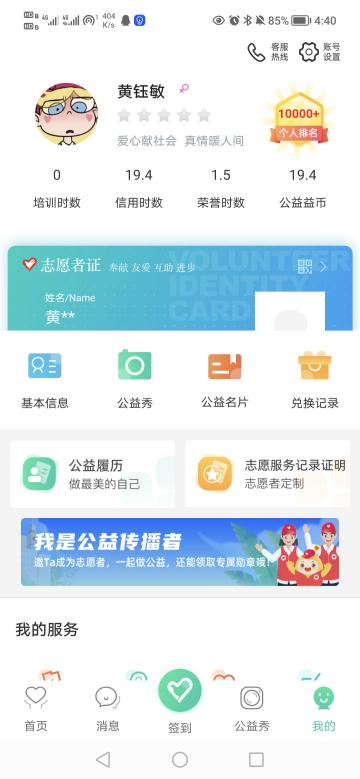 404
K/s
85%
4:40
客服
热线
账号
设置
黄钰敏
爱心献社会 真情暖人间
10000+
个人排名
0
19.4
1.5
19.4
培训时数
信用时数
荣誉时数
公益益币
志愿者证
奉献 友爱 互助 进步
VOLUNTEER
IDENTITY
CARD
姓名/Name
黄**
基本信息
公益秀
公益名片
兑换记录
公益履历
做最美的自己
志愿服务记录证明
志愿者定制
我是公益传播者
邀Ta成为志愿者，一起做公益，还能领取专属勋章哦!
我的服务
首页
消息
签到
公益秀
我的